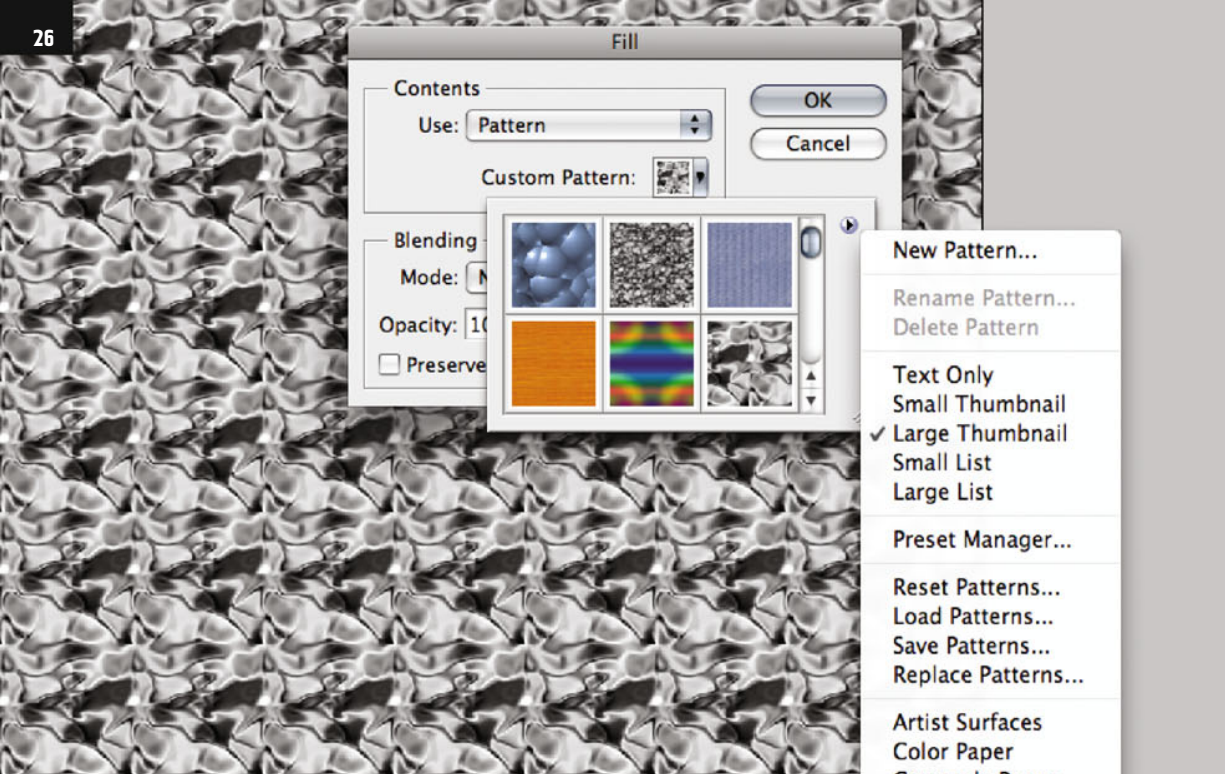 26
Fill
Contents
Use: Pattern
OK
Cancel
Custom Pattern:
Blending
Mode:
Opacity:
Preserve
New Pattern...
Rename Pattern...
Delete Pattern
Text Only
Small Thumbnail
✓ Large Thumbnail
Small List
Large List
Preset Manager...
Reset Patterns...
Load Patterns...
Save Patterns...
Replace Patterns...
Artist Surfaces
Color Paper